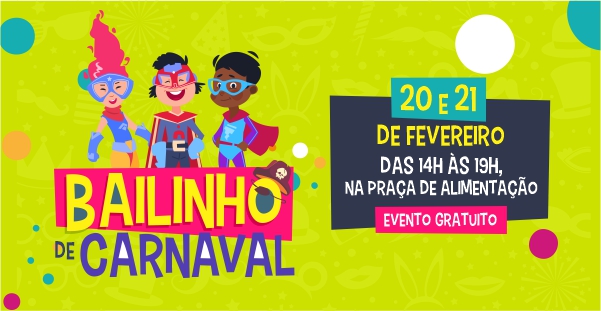 BAILINHO
DE CARNAVAL
20 E 21
DE FEVEREIRO
DAS 14H ÀS 19H,
NA PRAÇA DE ALIMENTAÇÃO
EVENTO GRATUITO